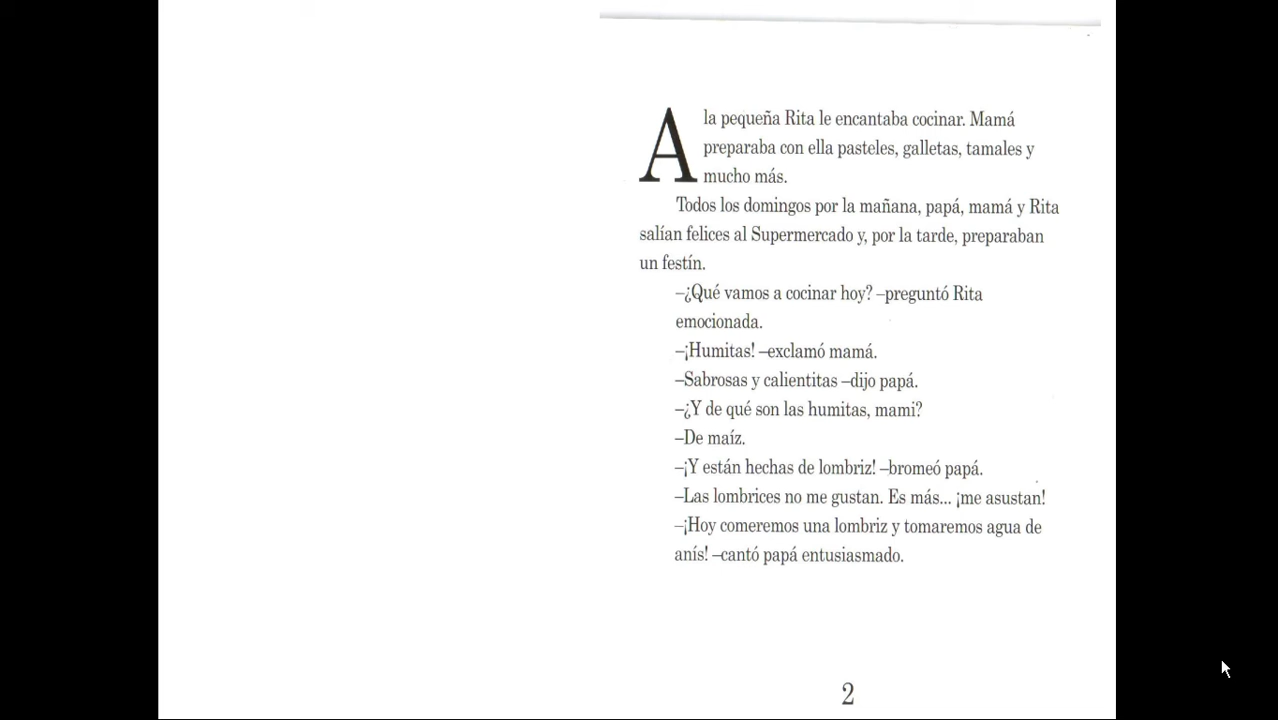 A la pequeña Rita le encantaba cocinar. Mamá
preparaba con ella pasteles, galletas, tamales y
mucho más.
Todos los domingos por la mañana, papá, mamá y Rita
salían felices al Supermercado y, por la tarde, preparaban
un festín.
–¿Qué vamos a cocinar hoy? –preguntó Rita
emocionada.
–¡Humitas! –exclamó mamá.
–Sabrosas y calientitas –dijo papá.
–¿Y de qué son las humitas, mami?
–De maíz.
–¡Y están hechas de lombriz! –bromeó papá.
–Las lombrices no me gustan. Es más... ¡me asustan!
–¡Hoy comeremos una lombriz y tomaremos agua de
anís! –cantó papá entusiasmado.
2